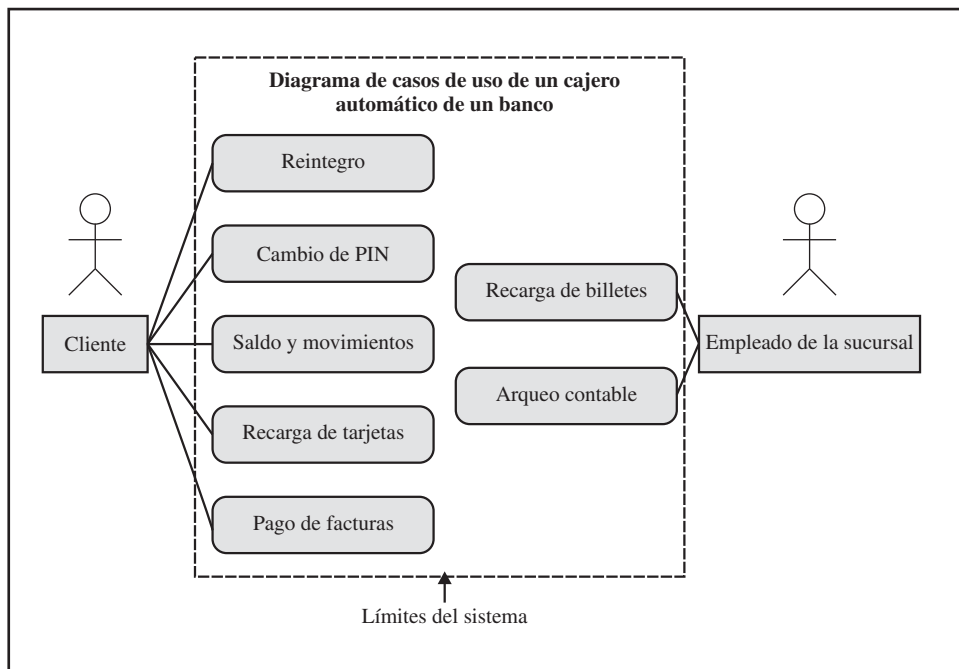 Diagrama de casos de uso de un cajero
automático de un banco
Reintegro
Cambio de PIN
Recarga de billetes
Cliente
Saldo y movimientos
Empleado de la sucursal
Arqueo contable
Recarga de tarjetas
Pago de facturas
Límites del sistema